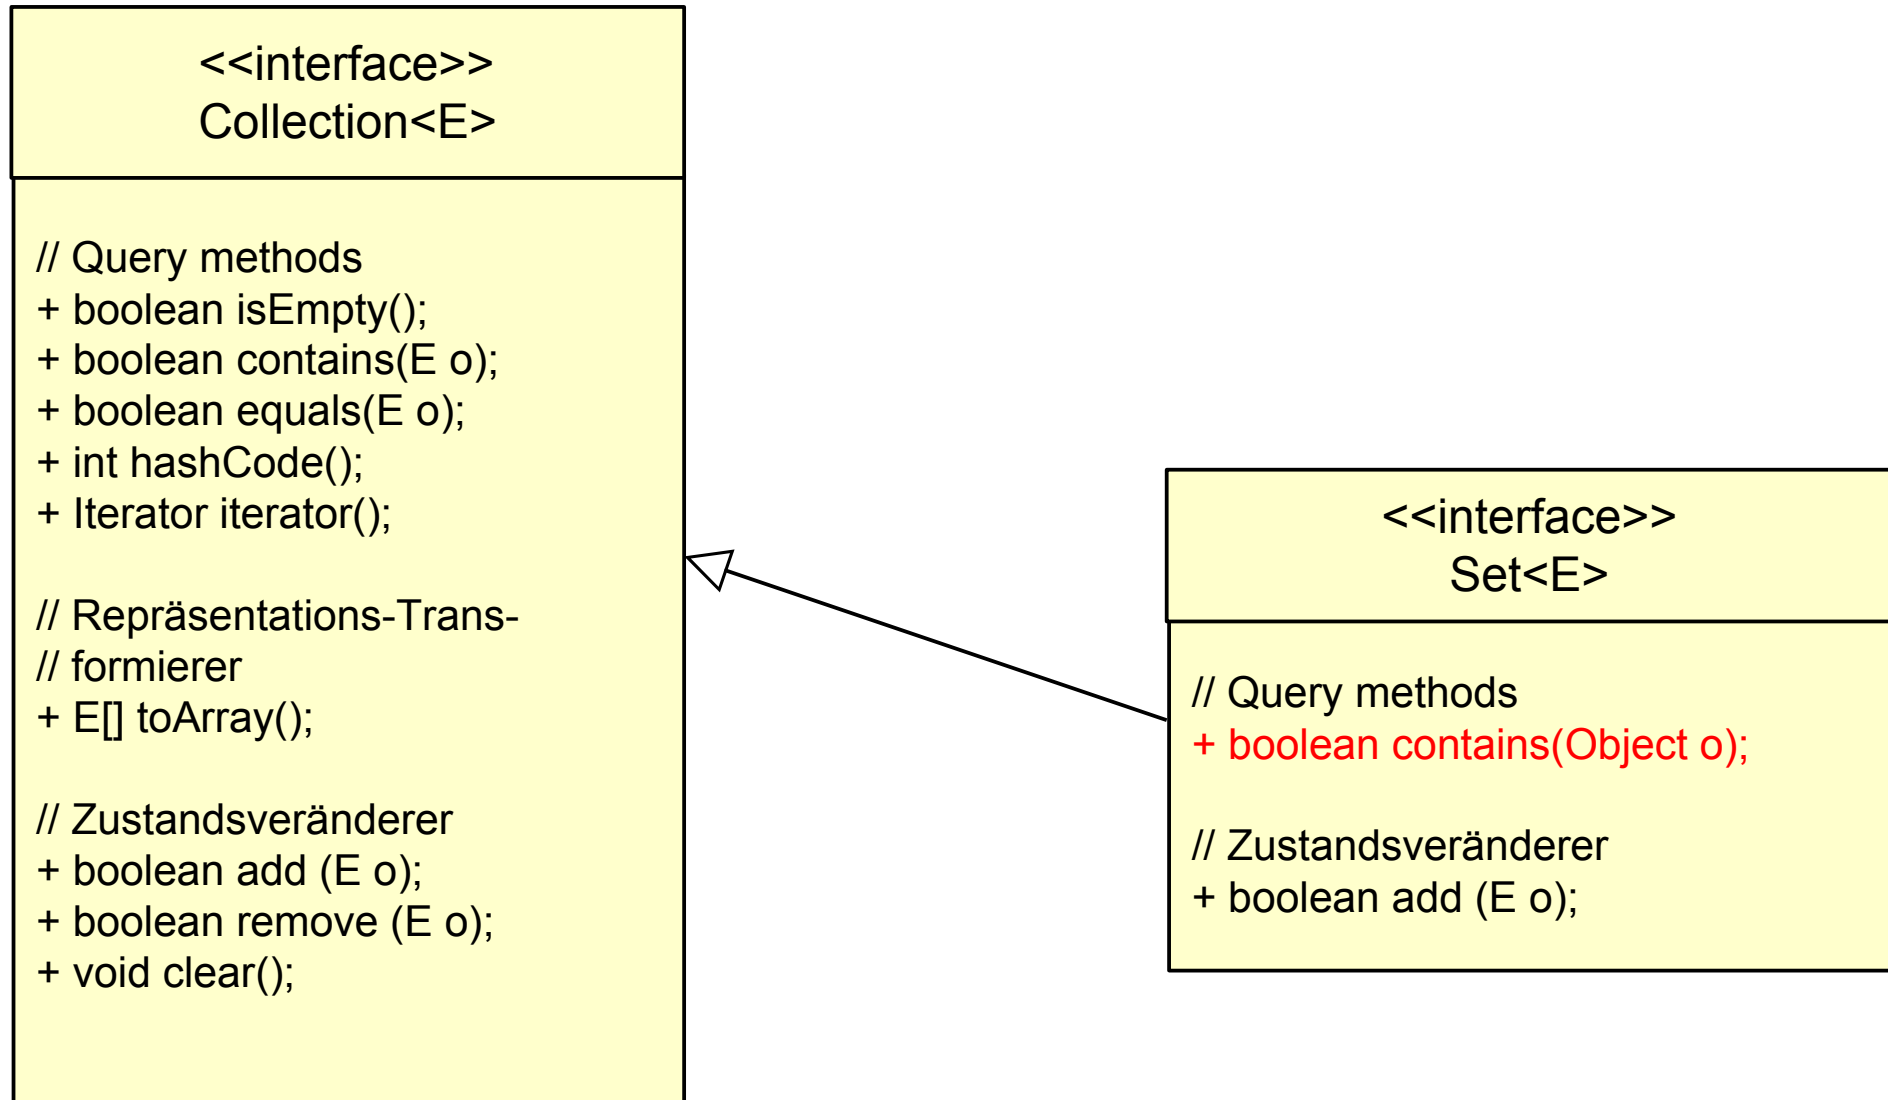 <<interface>>
Collection<E>
// Query methods
+ boolean isEmpty();
+ boolean contains(E o);
+ boolean equals(E o);
+ int hashCode();
+ Iterator iterator();
// Repräsentations-Trans-
// formierer
+ E[] toArray();
// Zustandsveränderer
+ boolean add (E o);
+ boolean remove (E o);
+ void clear();
<<interface>>
Set<E>
// Query methods
+ boolean contains(Object o);
// Zustandsveränderer
+ boolean add (E o);